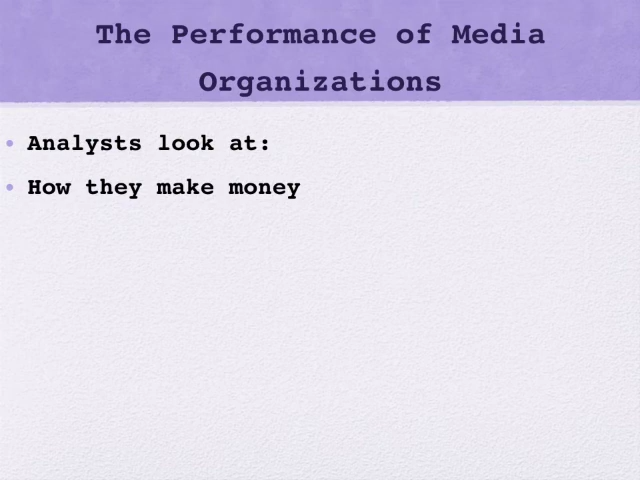 The Performance of Media
Organizations
• Analysts look at:
• How they make money